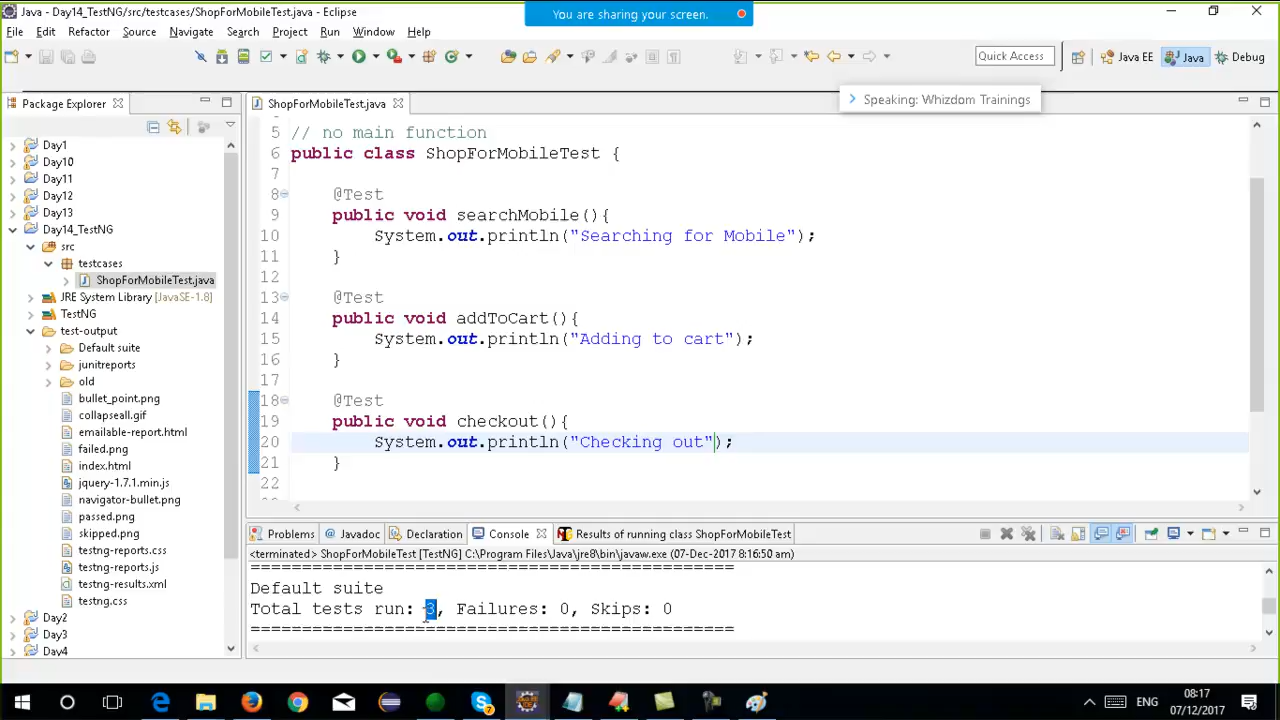 Java - Day14_TestNG/src/testcases/ShopForMobileTest.java - Eclipse
You are sharing your screen.
File Edit Refactor Source Navigate Search Project Run Window Help
Quick Access
Java EE
Java
Debug
Speaking: Whizdom Trainings
Package Explorer
ShopForMobileTest.java
Day1
Day10
Day11
Day12
Day13
Day14_TestNG
src
testcases
ShopForMobileTest.java
JRE System Library [JavaSE-1.8]
TestNG
test-output
Default suite
junitreports
old
bullet_point.png
collapseall.gif
emailable-report.html
failed.png
index.html
jquery-1.7.1.min.js
navigator-bullet.png
passed.png
skipped.png
testng-reports.css
testng-reports.js
testng-results.xml
testng.css
Day2
Day3
Day4
5 // no main function
6 public class ShopForMobileTest {
7
8 @Test
9 public void searchMobile(){
10 System.out.println("Searching for Mobile");
11 }
12
13 @Test
14 public void addToCart(){
15 System.out.println("Adding to cart");
16 }
17
18 @Test
19 public void checkout(){
20 System.out.println("Checking out");
21 }
22
Problems Javadoc Declaration Console Results of running class ShopForMobileTest
<terminated> ShopForMobileTest [TestNG] C:\Program Files\Java\jre8\bin\javaw.exe (07-Dec-2017 8:16:50 am)
===============================================
Default suite
Total tests run: 3, Failures: 0, Skips: 0
===============================================
ENG
08:17
07/12/2017